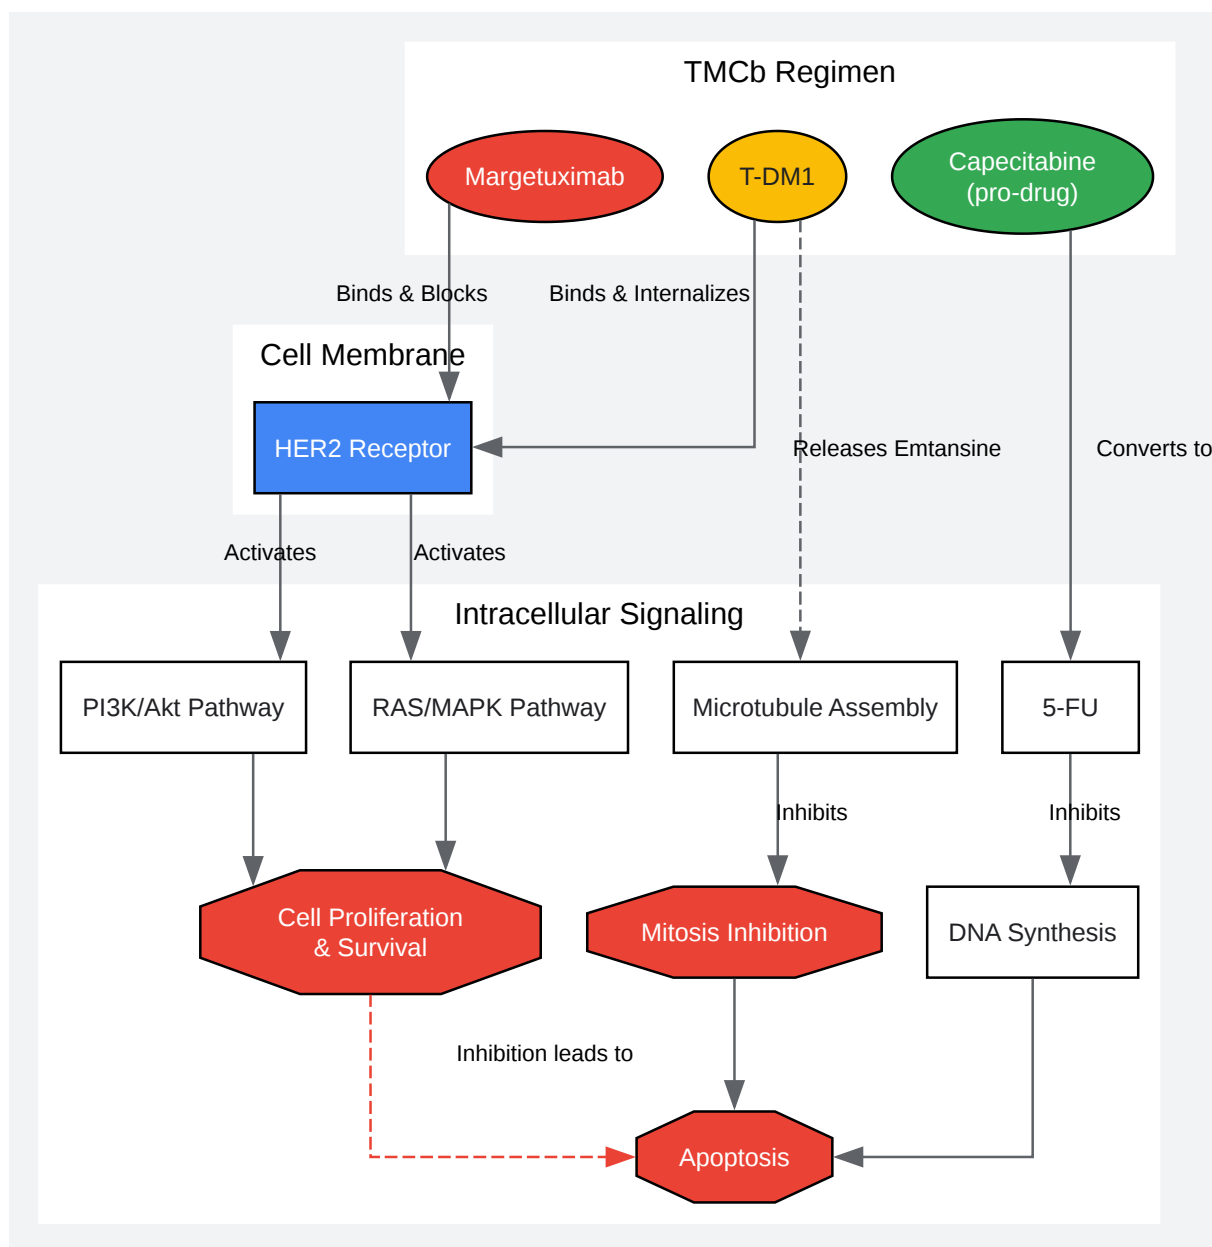 TMCb Regimen
Margetuximab
T-DM1
Capecitabine
(pro-drug)
Binds & Blocks
Binds & Internalizes
Cell Membrane
HER2 Receptor
Releases Emtansine
Converts to
Activates
Activates
Intracellular Signaling
PI3K/Akt Pathway
RAS/MAPK Pathway
Microtubule Assembly
5-FU
Inhibits
Inhibits
Cell Proliferation
& Survival
Mitosis Inhibition
DNA Synthesis
Inhibition leads to
Apoptosis